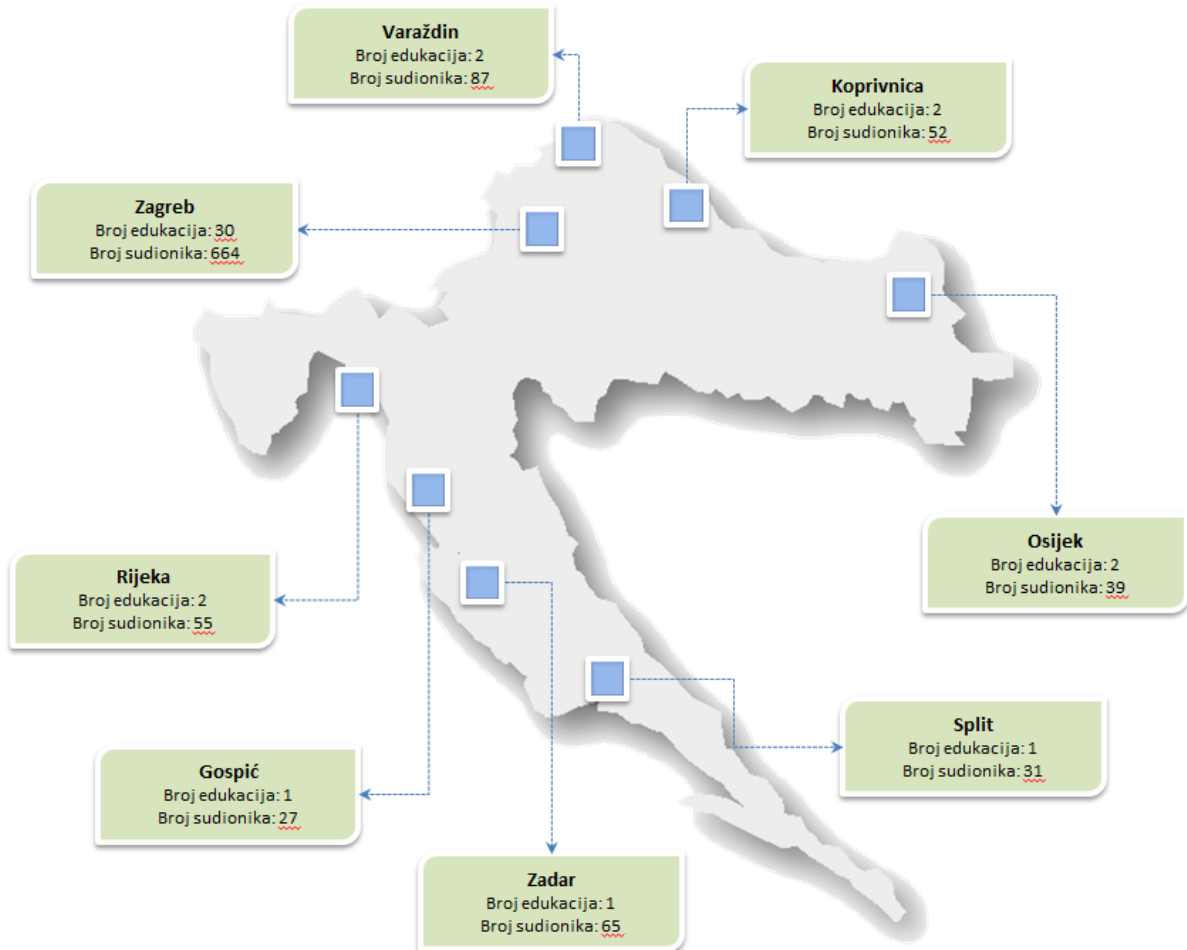 Varaždin
Broj edukacija: 2
Broj sudionika: 87
Koprivnica
Broj edukacija: 2
Broj sudionika: 52
Zagreb
Broj edukacija: 30
Broj sudionika: 664
Osijek
Broj edukacija: 2
Broj sudionika: 39
Rijeka
Broj edukacija: 2
Broj sudionika: 55
Split
Broj edukacija: 1
Broj sudionika: 31
Gospić
Broj edukacija: 1
Broj sudionika: 27
Zadar
Broj edukacija: 1
Broj sudionika: 65